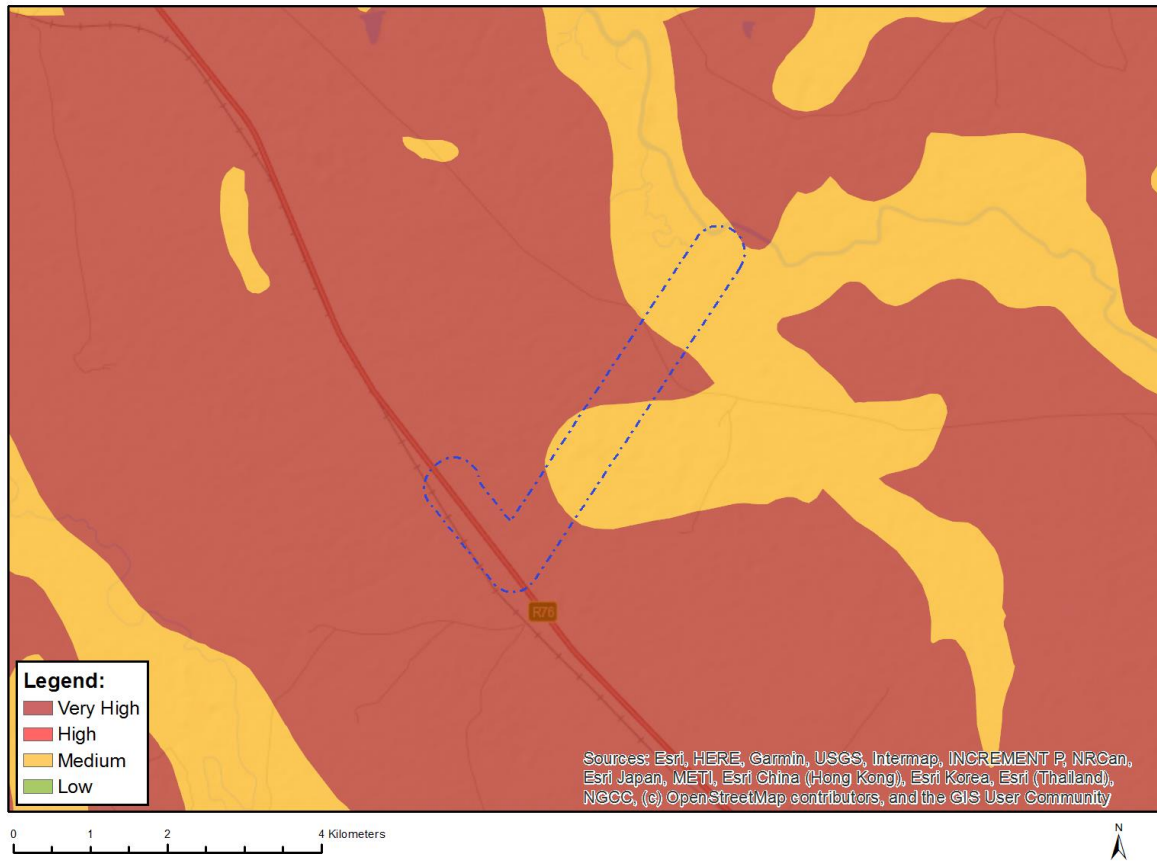 R76
Legend:
Very High
High
Medium
Low
Sources: Esri, HERE, Garmin, USGS, Intermap, INCREMENT P, NRCan,
Esri Japan, METI, Esri China (Hong Kong), Esri Korea, Esri (Thailand),
NGCC, (c) OpenStreetMap contributors, and the GIS User Community
0 1 2 4 Kilometers
N